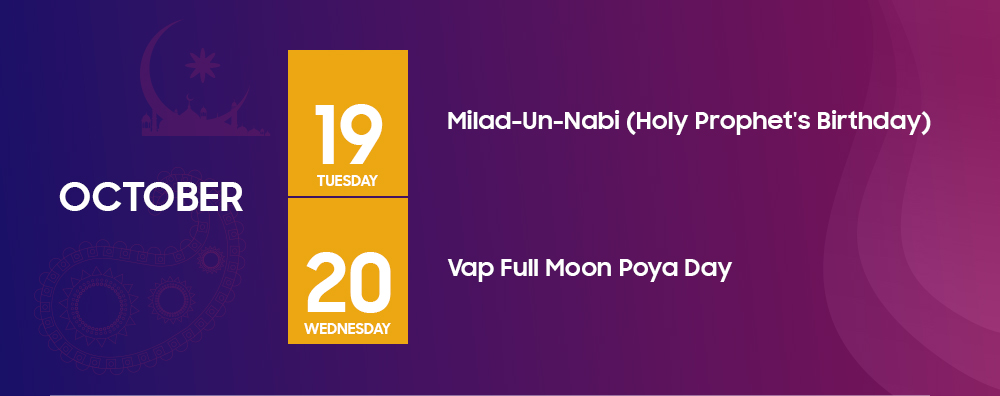 OCTOBER
19
TUESDAY
Milad-Un-Nabi (Holy Prophet's Birthday)
20
WEDNESDAY
Vap Full Moon Poya Day